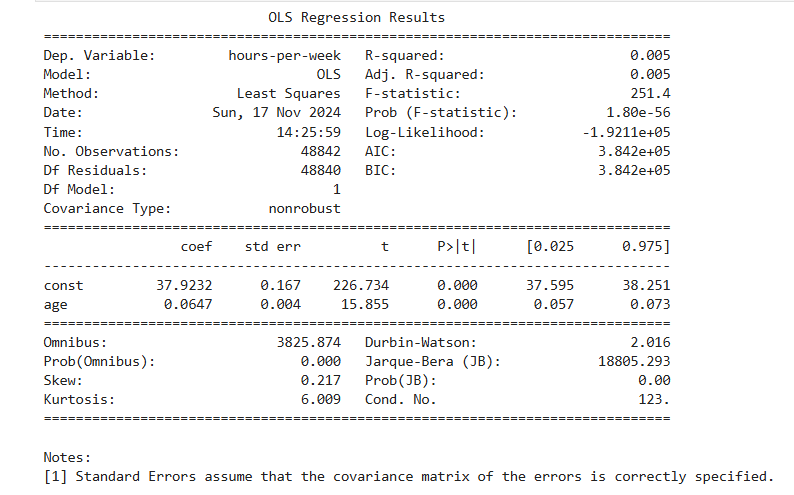 OLS Regression Results
==============================================================================
Dep. Variable: hours-per-week R-squared: 0.005
Model: OLS Adj. R-squared: 0.005
Method: Least Squares F-statistic: 251.4
Date: Sun, 17 Nov 2024 Prob (F-statistic): 1.80e-56
Time: 14:25:59 Log-Likelihood: -1.9211e+05
No. Observations: 48842 AIC: 3.842e+05
Df Residuals: 48840 BIC: 3.842e+05
Df Model: 1
Covariance Type: nonrobust
==============================================================================
coef std err t P>|t| [0.025 0.975]
------------------------------------------------------------------------------
const 37.9232 0.167 226.734 0.000 37.595 38.251
age 0.0647 0.004 15.855 0.000 0.057 0.073
==============================================================================
Omnibus: 3825.874 Durbin-Watson: 2.016
Prob(Omnibus): 0.000 Jarque-Bera (JB): 18805.293
Skew: 0.217 Prob(JB): 0.00
Kurtosis: 6.009 Cond. No. 123.
==============================================================================
Notes:
[1] Standard Errors assume that the covariance matrix of the errors is correctly specified.